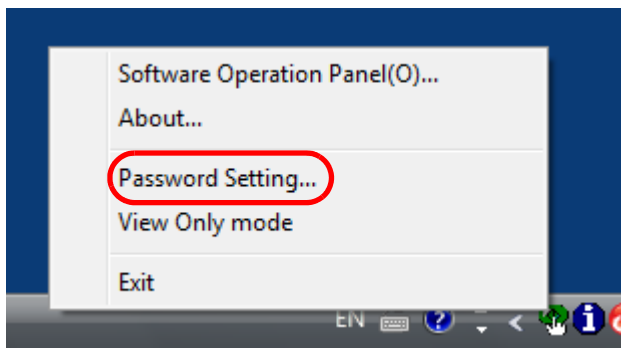 Software Operation Panel(O)...
About...
Password Setting...
View Only mode
Exit
EN